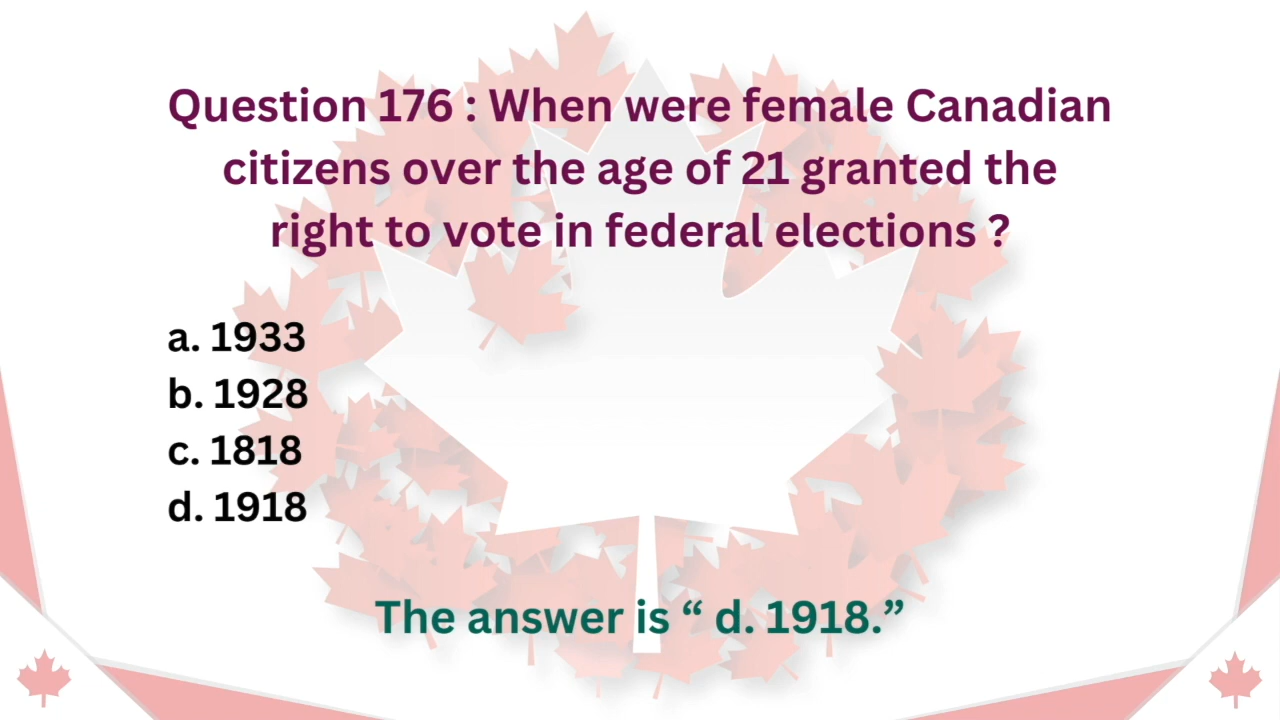 Question 176 : When were female Canadian
citizens over the age of 21 granted the
right to vote in federal elections ?
a. 1933
b. 1928
c. 1818
d. 1918
The answer is “ d. 1918.”